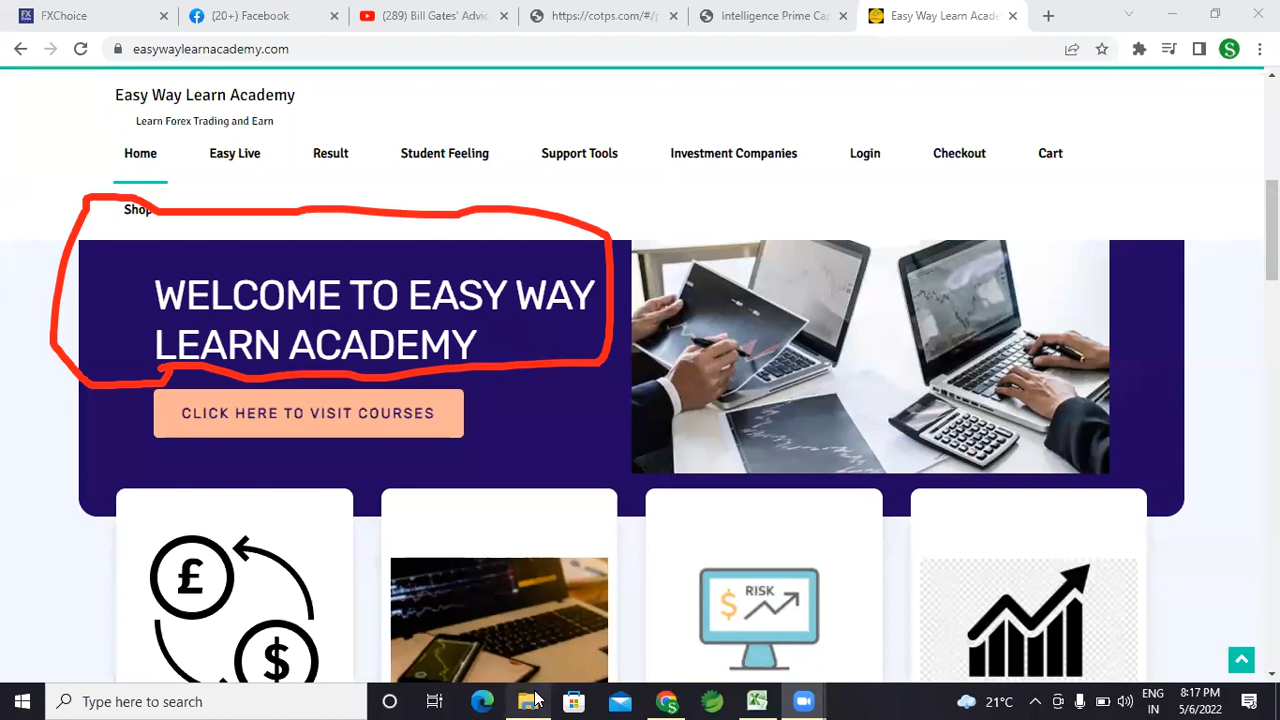 FXChoice
(20+) Facebook
(289) Bill Gates Advic
https://cotps.com/#/p
Intelligence Prime Cap
Easy Way Learn Acade
easywaylearnacademy.com
S
Easy Way Learn Academy
Learn Forex Trading and Earn
Home Easy Live Result Student Feeling Support Tools Investment Companies Login Checkout Cart
Shop
WELCOME TO EASY WAY
LEARN ACADEMY
CLICK HERE TO VISIT COURSES
£
$
$ RISK
Type here to search
21°C
ENG
IN
8:17 PM
5/6/2022